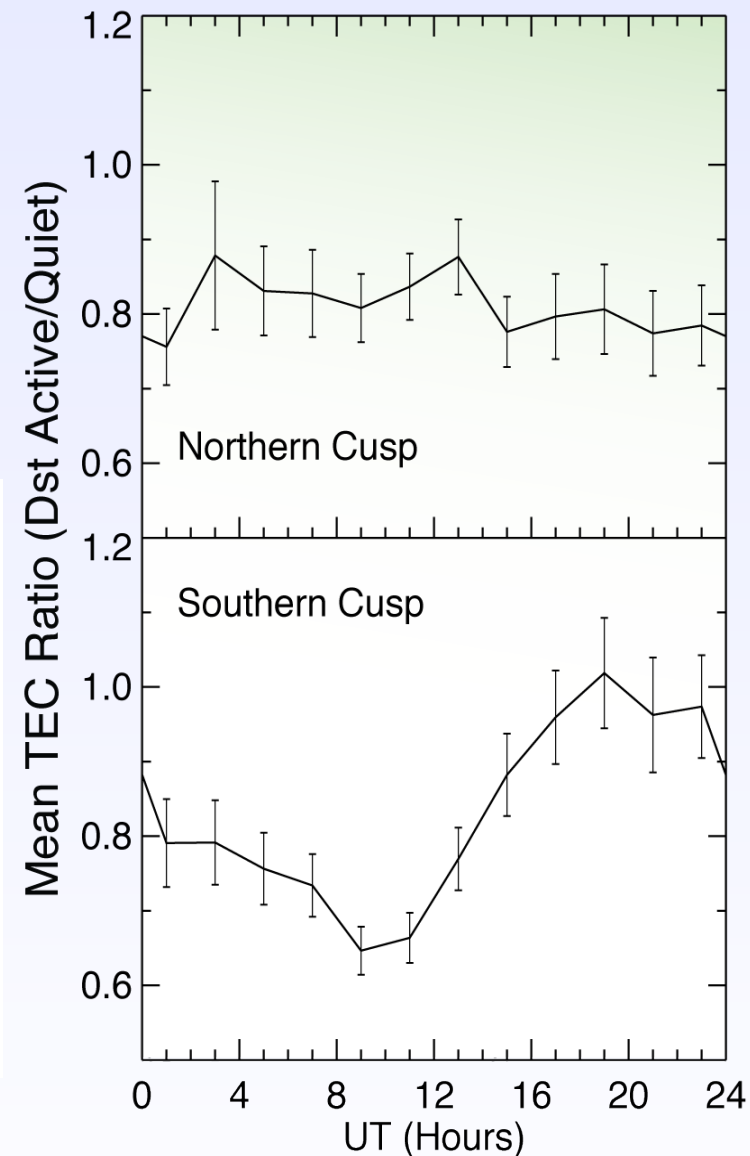 Mean TEC Ratio (Dst Active/Quiet)
1.2
1.0
0.8
0.6
Northern Cusp
1.2
1.0
0.8
0.6
Southern Cusp
0 4 8 12 16 20 24
UT (Hours)